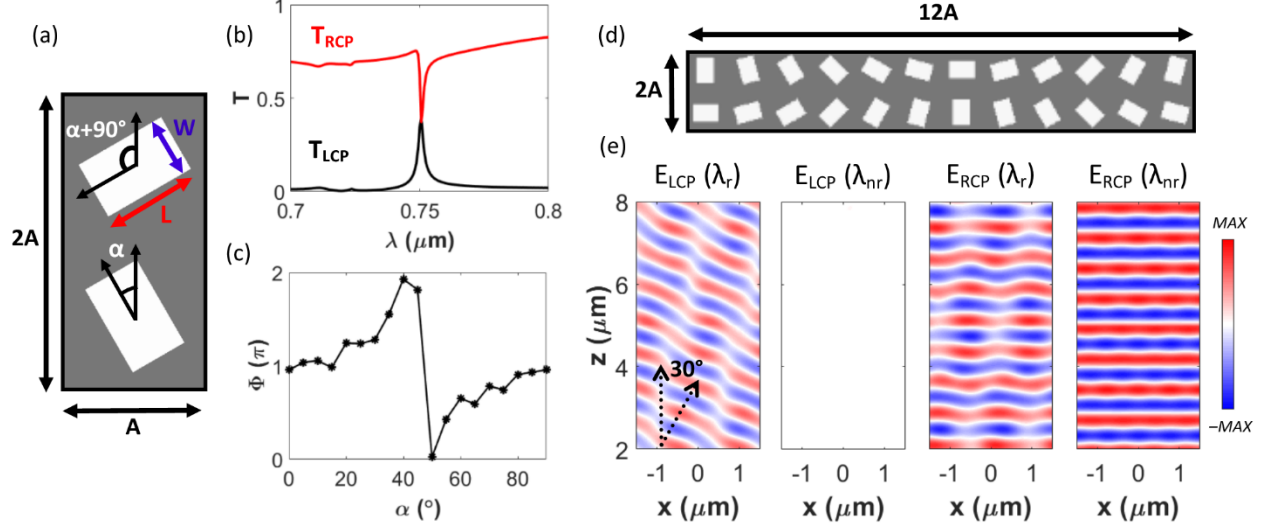 (a)
2A
α+90°
W
L
α
A
(b)
1
0.5
0
T
T_RCP
T_LCP
0.7
0.75
0.8
λ (μm)
(c)
2
1
0
Φ (π)
0
20
40
60
80
α (°)
(d)
12A
2A
(e)
E_LCP (λ_r)
E_LCP (λ_nr)
E_RCP (λ_r)
E_RCP (λ_nr)
8
6
4
2
z (μm)
30°
-1 0 1
-1 0 1
-1 0 1
-1 0 1
x (μm)
x (μm)
x (μm)
x (μm)
MAX
–MAX